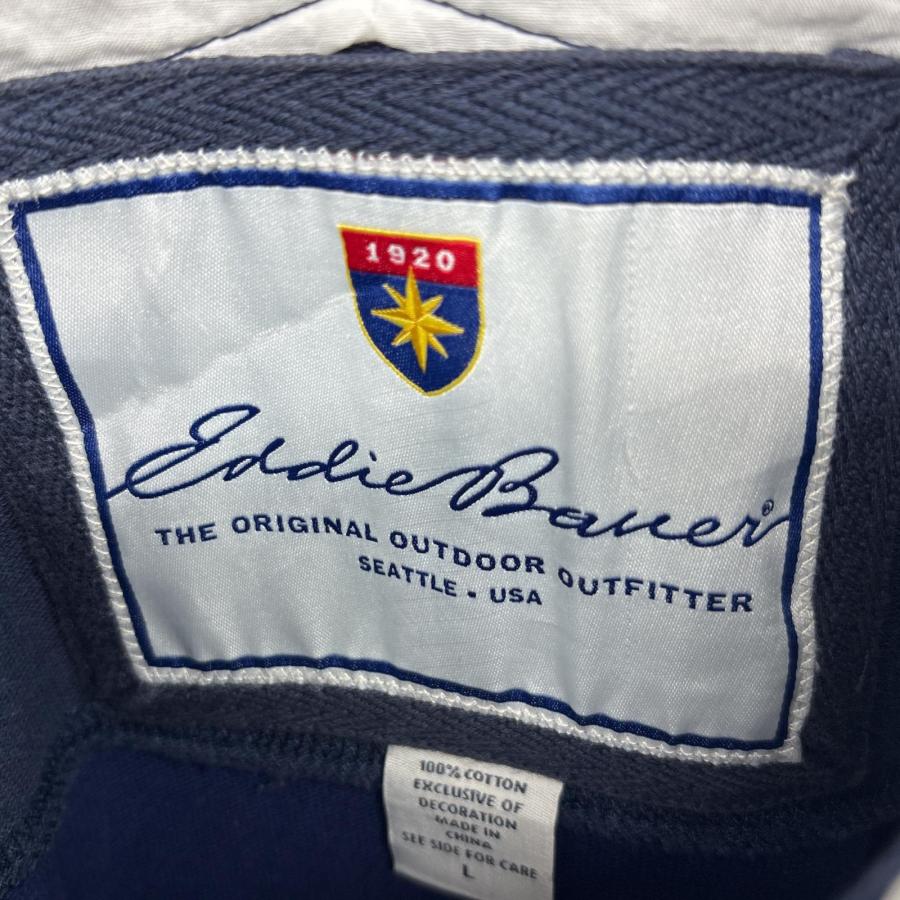 1920
Eddie Bauer®
THE ORIGINAL OUTDOOR OUTFITTER
SEATTLE • USA
100% COTTON
EXCLUSIVE OF
DECORATION
MADE IN
CHINA
SEE SIDE FOR CARE
L